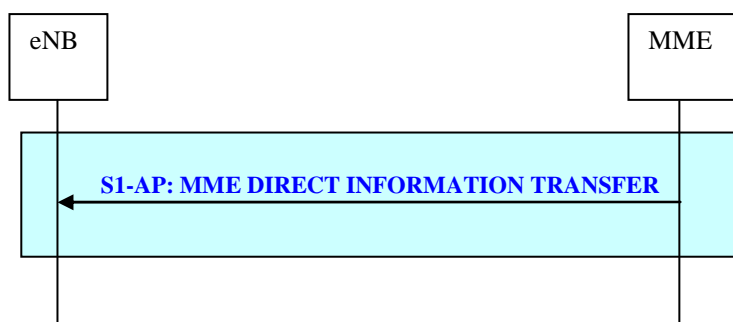 eNB
MME
S1-AP: MME DIRECT INFORMATION TRANSFER